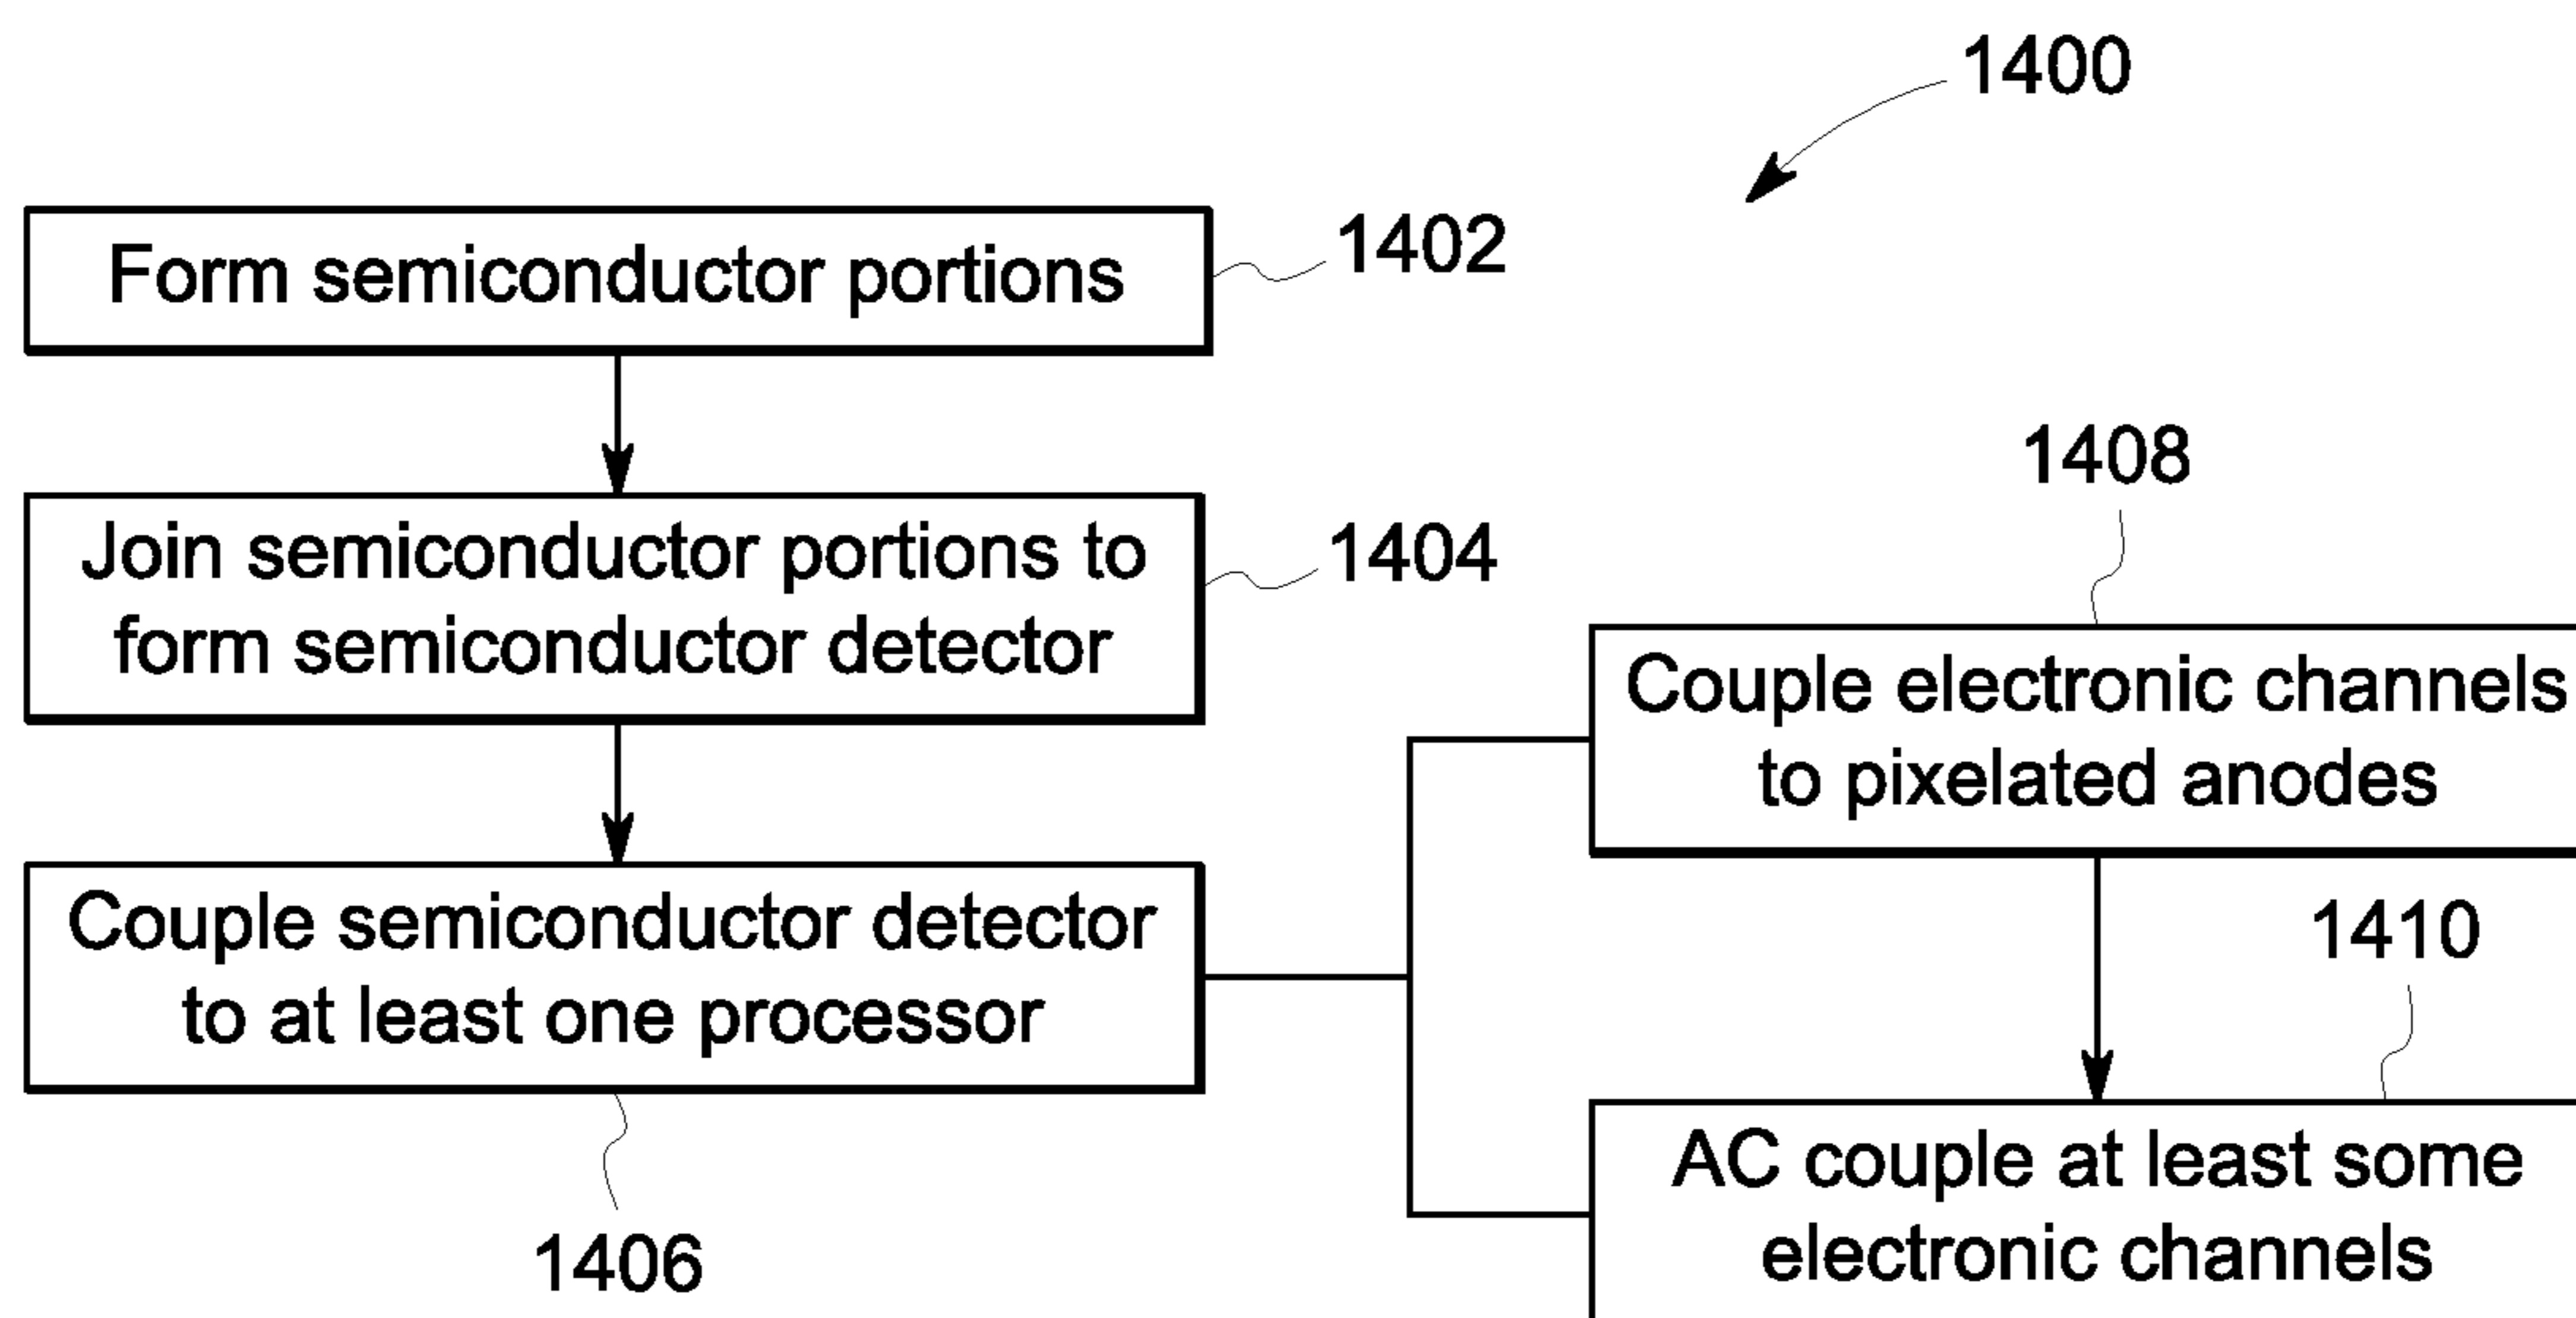 1400
Form semiconductor portions
1402
Join semiconductor portions to
form semiconductor detector
1404
Couple semiconductor detector
to at least one processor
1406
1408
Couple electronic channels
to pixelated anodes
1410
AC couple at least some
electronic channels